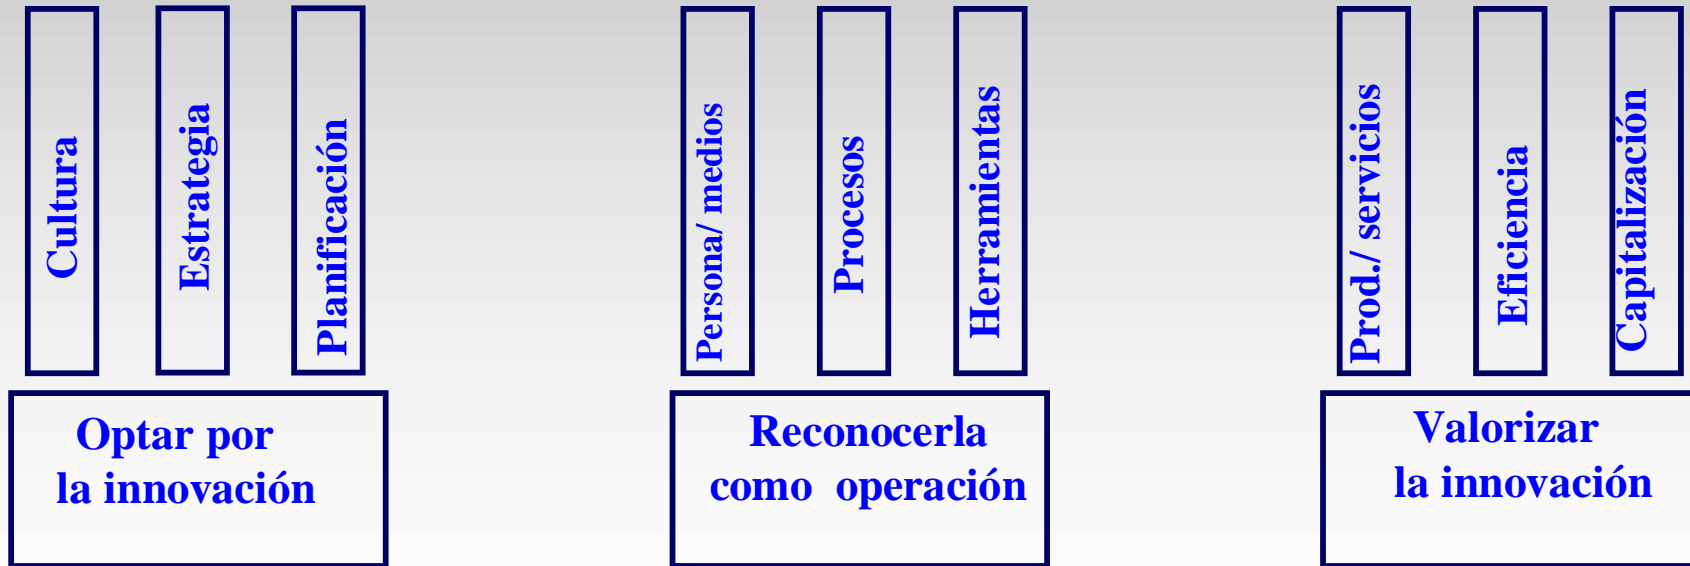 Cultura
Estrategia
Planificación
Persona/ medios
Procesos
Herramientas
Prod./ servicios
Eficiencia
Capitalización
Optar por
la innovación
Reconocerla
como operación
Valorizar
la innovación